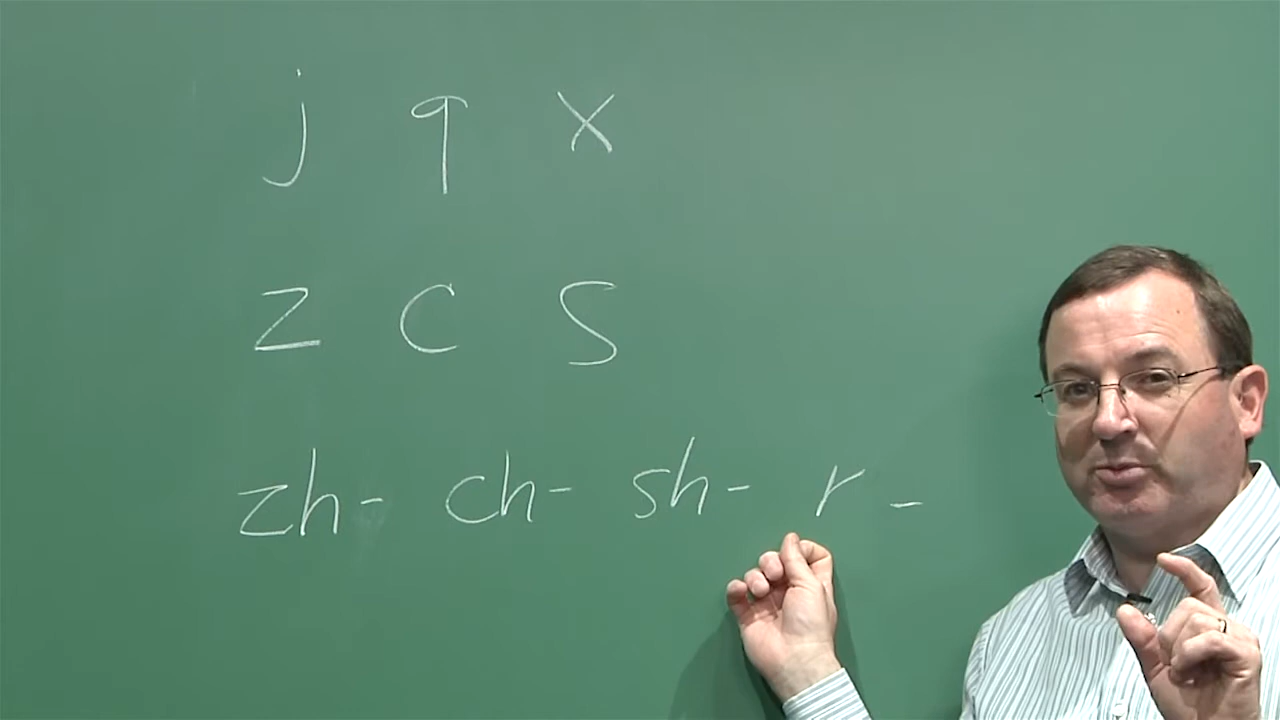 j q x
z c s
zh- ch- sh- r-